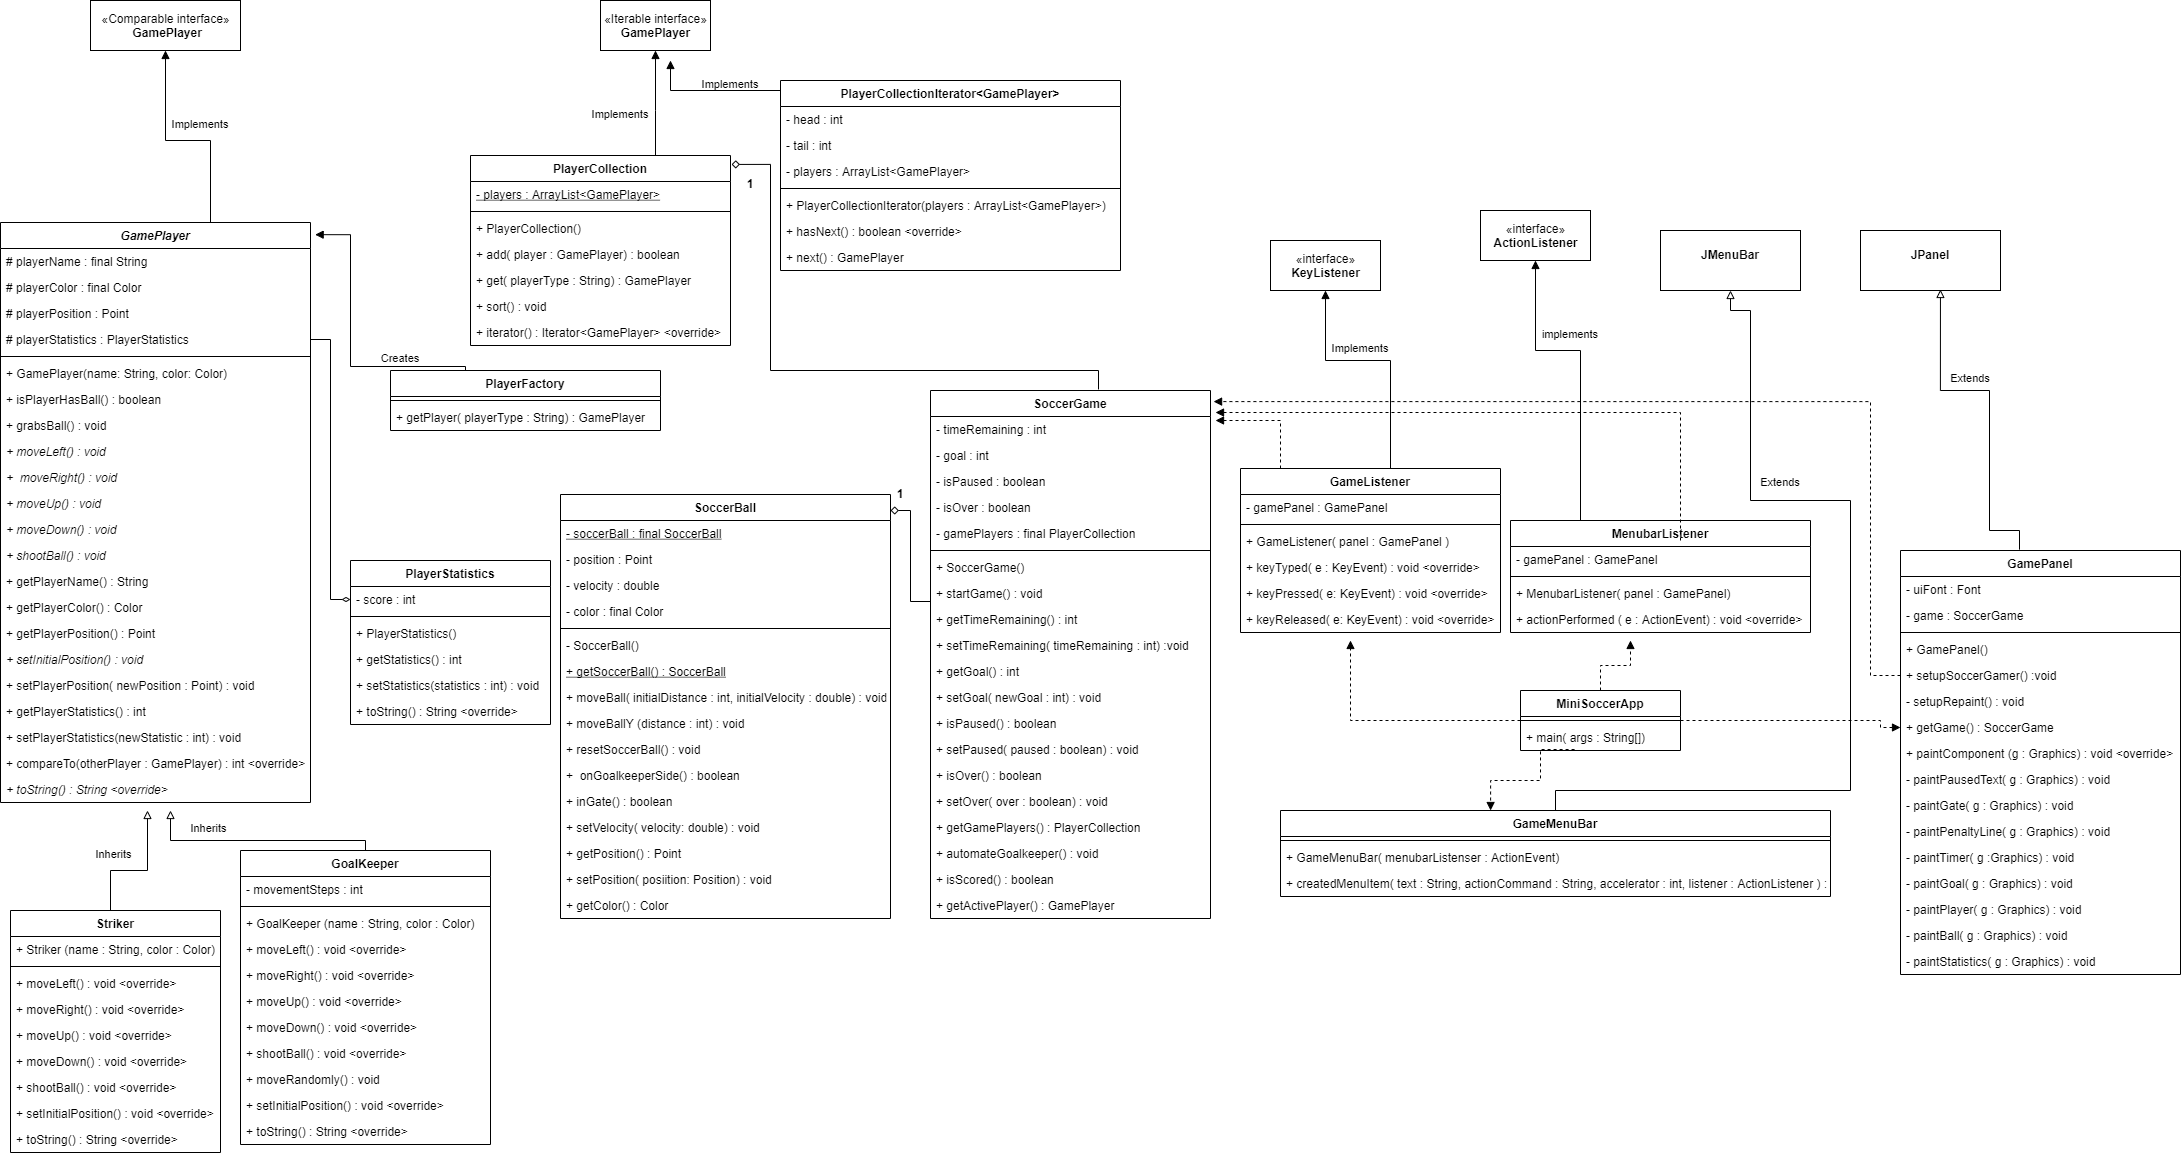 «Comparable interface»
GamePlayer
Implements
GamePlayer
# playerName : final String
# playerColor : final Color
# playerPosition : Point
# playerStatistics : PlayerStatistics
+ GamePlayer(name: String, color: Color)
+ isPlayerHasBall() : boolean
+ grabsBall() : void
+ moveLeft() : void
+  moveRight() : void
+ moveUp() : void
+ moveDown() : void
+ shootBall() : void
+ getPlayerName() : String
+ getPlayerColor() : Color
+ getPlayerPosition() : Point
+ setInitialPosition() : void
+ setPlayerPosition( newPosition : Point) : void
+ getPlayerStatistics() : int
+ setPlayerStatistics(newStatistic : int) : void
+ compareTo(otherPlayer : GamePlayer) : int <override>
+ toString() : String <override>
Inherits
Inherits
Striker
+ Striker (name : String, color : Color)
+ moveLeft() : void <override>
+ moveRight() : void <override>
+ moveUp() : void <override>
+ moveDown() : void <override>
+ shootBall() : void <override>
+ setInitialPosition() : void <override>
+ toString() : String <override>
GoalKeeper
- movementSteps : int
+ GoalKeeper (name : String, color : Color)
+ moveLeft() : void <override>
+ moveRight() : void <override>
+ moveUp() : void <override>
+ moveDown() : void <override>
+ shootBall() : void <override>
+ moveRandomly() : void
+ setInitialPosition() : void <override>
+ toString() : String <override>
«Iterable interface»
GamePlayer
Implements
Implements
PlayerCollection
- players : ArrayList<GamePlayer>
+ PlayerCollection()
+ add( player : GamePlayer) : boolean
+ get( playerType : String) : GamePlayer
+ sort() : void
+ iterator() : Iterator<GamePlayer> <override>
1
PlayerCollectionIterator<GamePlayer>
- head : int
- tail : int
- players : ArrayList<GamePlayer>
+ PlayerCollectionIterator(players : ArrayList<GamePlayer>)
+ hasNext() : boolean <override>
+ next() : GamePlayer
Creates
PlayerFactory
+ getPlayer( playerType : String) : GamePlayer
PlayerStatistics
- score : int
+ PlayerStatistics()
+ getStatistics() : int
+ setStatistics(statistics : int) : void
+ toString() : String <override>
SoccerBall
- soccerBall : final SoccerBall
- position : Point
- velocity : double
- color : final Color
- SoccerBall()
+ getSoccerBall() : SoccerBall
+ moveBall( initialDistance : int, initialVelocity : double) : void
+ moveBallY (distance : int) : void
+ resetSoccerBall() : void
+  onGoalkeeperSide() : boolean
+ inGate() : boolean
+ setVelocity( velocity: double) : void
+ getPosition() : Point
+ setPosition( posiition: Position) : void
+ getColor() : Color
1
SoccerGame
- timeRemaining : int
- goal : int
- isPaused : boolean
- isOver : boolean
- gamePlayers : final PlayerCollection
+ SoccerGame()
+ startGame() : void
+ getTimeRemaining() : int
+ setTimeRemaining( timeRemaining : int) :void
+ getGoal() : int
+ setGoal( newGoal : int) : void
+ isPaused() : boolean
+ setPaused( paused : boolean) : void
+ isOver() : boolean
+ setOver( over : boolean) : void
+ getGamePlayers() : PlayerCollection
+ automateGoalkeeper() : void
+ isScored() : boolean
+ getActivePlayer() : GamePlayer
«interface»
KeyListener
Implements
GameListener
- gamePanel : GamePanel
+ GameListener( panel : GamePanel )
+ keyTyped( e : KeyEvent) : void <override>
+ keyPressed( e: KeyEvent) : void <override>
+ keyReleased( e: KeyEvent) : void <override>
«interface»
ActionListener
implements
MenubarListener
- gamePanel : GamePanel
+ MenubarListener( panel : GamePanel)
+ actionPerformed ( e : ActionEvent) : void <override>
MiniSoccerApp
+ main( args : String[])
JMenuBar
Extends
GameMenuBar
+ GameMenuBar( menubarListenser : ActionEvent)
+ createdMenuItem( text : String, actionCommand : String, accelerator : int, listener : ActionListener ) :
JPanel
Extends
GamePanel
- uiFont : Font
- game : SoccerGame
+ GamePanel()
+ setupSoccerGamer() :void
- setupRepaint() : void
+ getGame() : SoccerGame
+ paintComponent (g : Graphics) : void <override>
- paintPausedText( g : Graphics) : void
- paintGate( g : Graphics) : void
- paintPenaltyLine( g : Graphics) : void
- paintTimer( g :Graphics) : void
- paintGoal( g : Graphics) : void
- paintPlayer( g : Graphics) : void
- paintBall( g : Graphics) : void
- paintStatistics( g : Graphics) : void